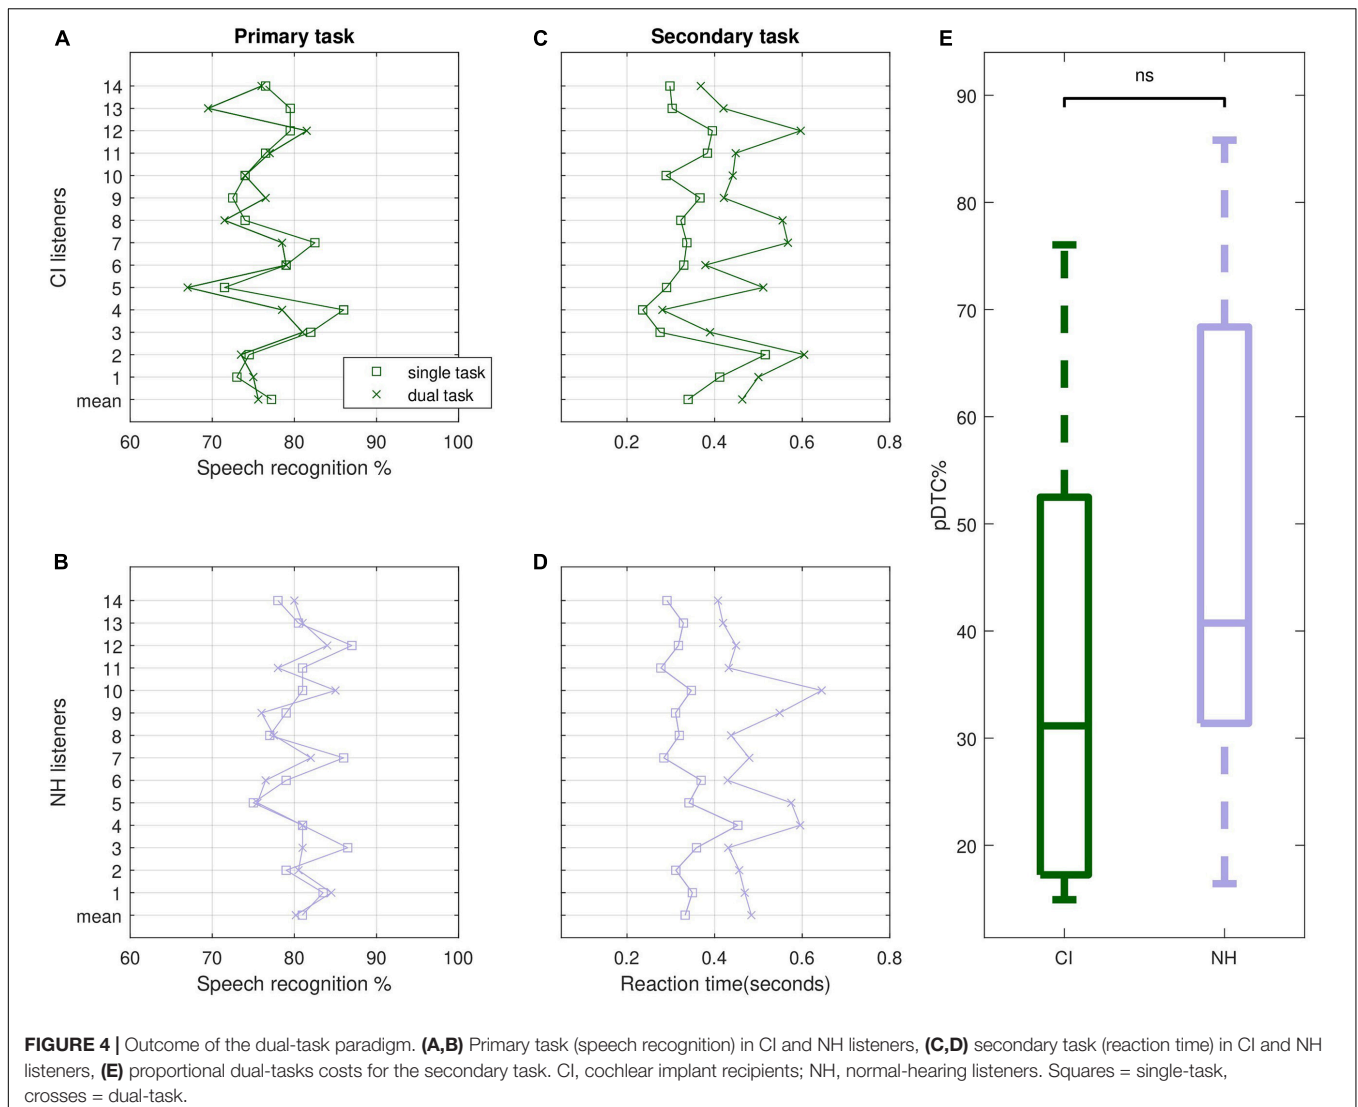 A
Primary task
CI listeners
14
13
12
11
10
9
8
7
6
5
4
3
2
1
mean
single task
dual task
60 70 80 90 100
Speech recognition %
C
Secondary task
0.2 0.4 0.6 0.8
B
NH listeners
14
13
12
11
10
9
8
7
6
5
4
3
2
1
mean
60 70 80 90 100
Speech recognition %
D
0.2 0.4 0.6 0.8
Reaction time(seconds)
E
ns
pDTC%
90
80
70
60
50
40
30
20
CI NH
FIGURE 4 | Outcome of the dual-task paradigm. (A,B) Primary task (speech recognition) in CI and NH listeners, (C,D) secondary task (reaction time) in CI and NH
listeners, (E) proportional dual-tasks costs for the secondary task. CI, cochlear implant recipients; NH, normal-hearing listeners. Squares = single-task,
crosses = dual-task.